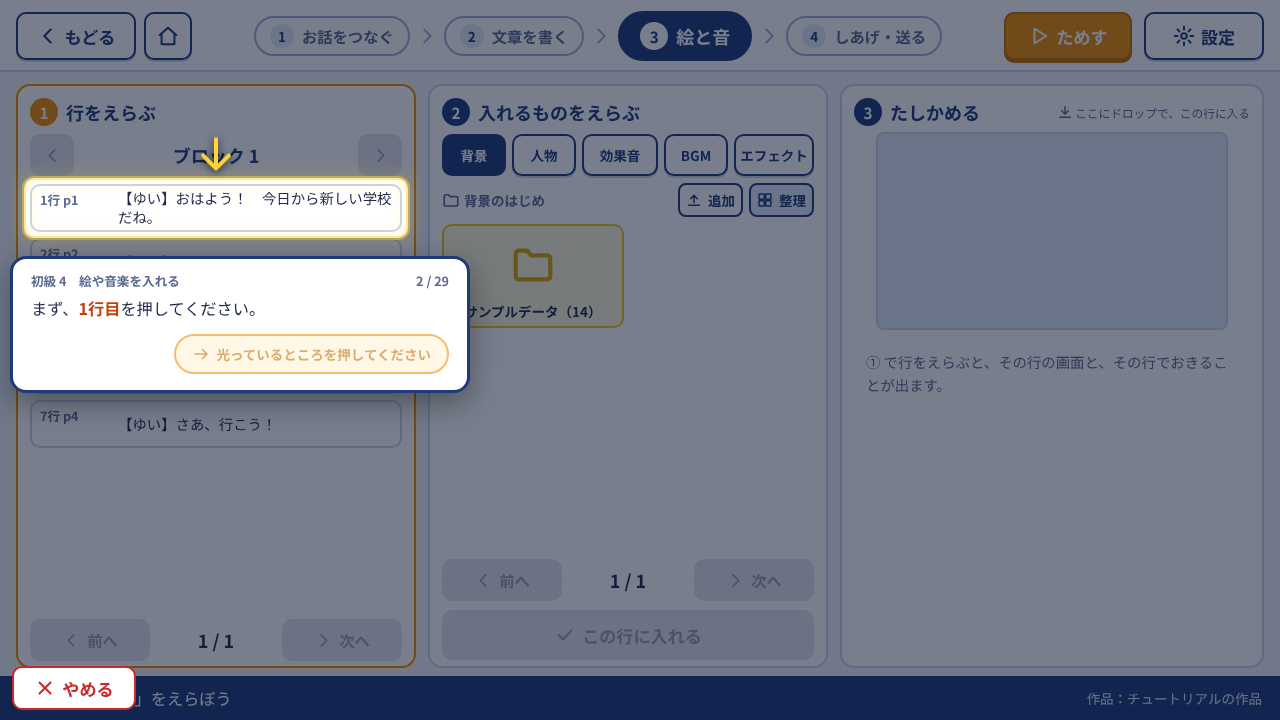 もどる
1 お話をつなぐ
2 文章を書く
3 絵と音
4 しあげ・送る
ためす
設定
1 行をえらぶ
ブロック 1
1行 p1
【ゆい】おはよう！　今日から新しい学校
だね。
2行 p2
初級 4　絵や音楽を入れる
2 / 29
まず、1行目を押してください。
光っているところを押してください
7行 p4
【ゆい】さあ、行こう！
前へ
1 / 1
次へ
2 入れるものをえらぶ
背景
人物
効果音
BGM
エフェクト
背景のはじめ
追加
整理
サンプルデータ（14）
前へ
1 / 1
次へ
この行に入れる
3 たしかめる
ここにドロップで、この行に入る
① で行をえらぶと、その行の画面と、その行でおきるこ
とが出ます。
やめる
」をえらぼう
作品：チュートリアルの作品